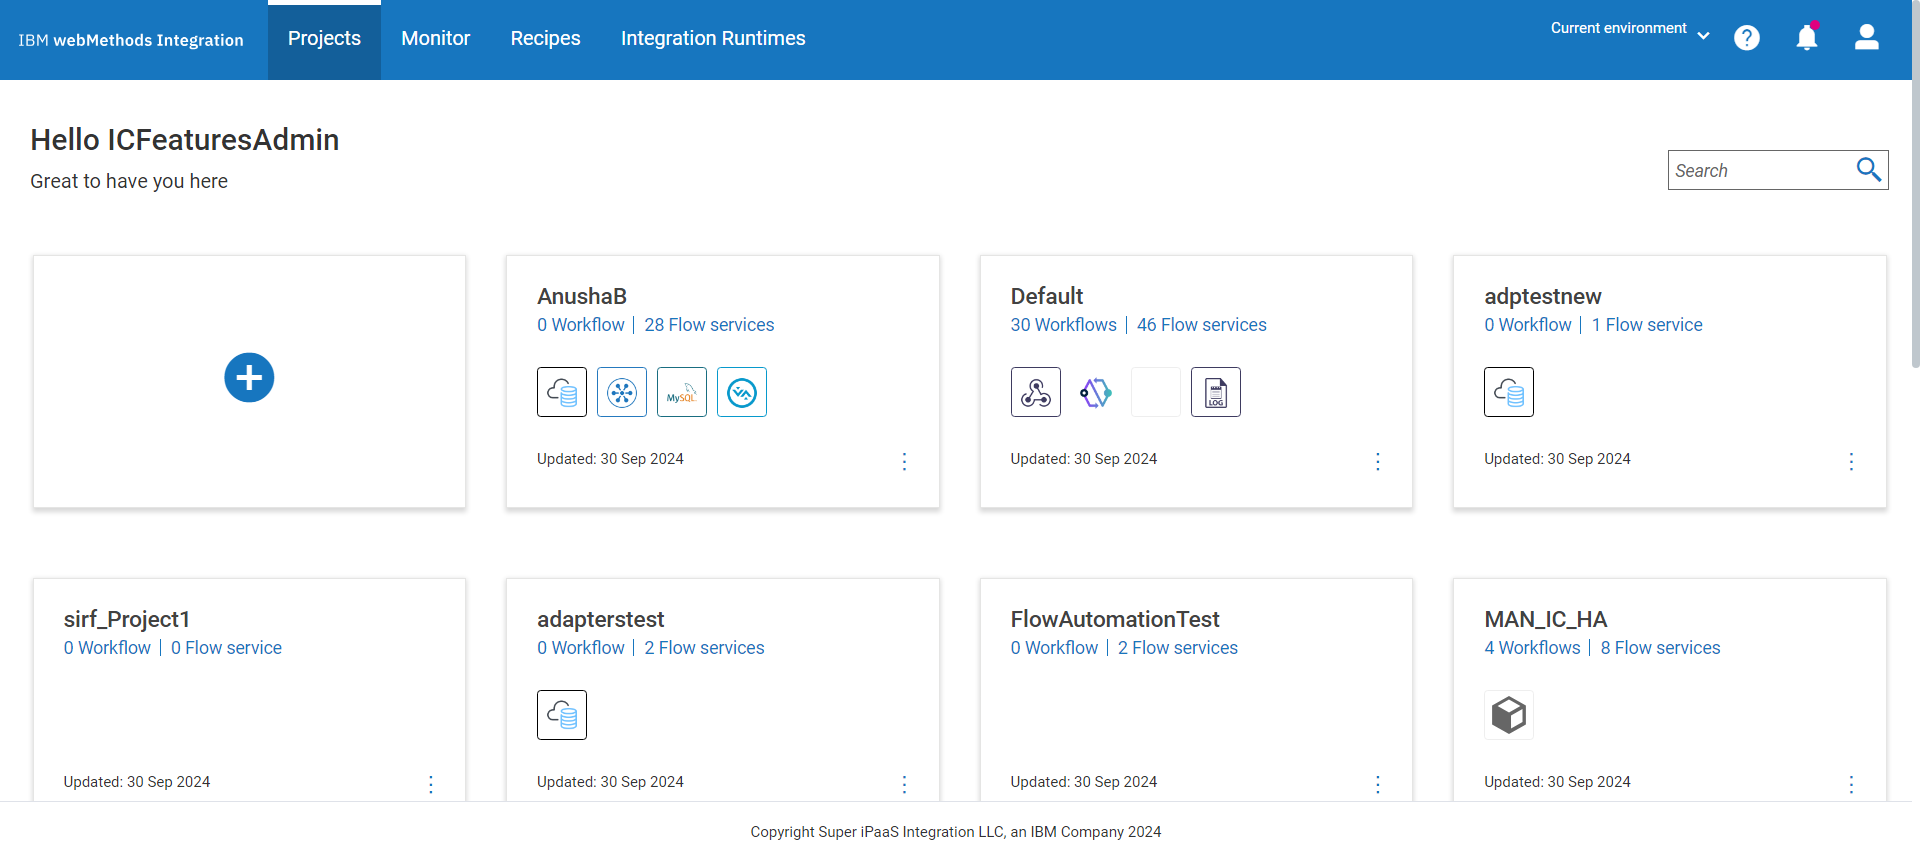 IBM webMethods Integration
Projects
Monitor
Recipes
Integration Runtimes
Current environment
Hello ICFeaturesAdmin
Great to have you here
Search
AnushaB
0 Workflow | 28 Flow services
MySQL
Updated: 30 Sep 2024
Default
30 Workflows | 46 Flow services
LOG
Updated: 30 Sep 2024
adptestnew
0 Workflow | 1 Flow service
Updated: 30 Sep 2024
sirf_Project1
0 Workflow | 0 Flow service
Updated: 30 Sep 2024
adapterstest
0 Workflow | 2 Flow services
Updated: 30 Sep 2024
FlowAutomationTest
0 Workflow | 2 Flow services
Updated: 30 Sep 2024
MAN_IC_HA
4 Workflows | 8 Flow services
Updated: 30 Sep 2024
Copyright Super iPaaS Integration LLC, an IBM Company 2024